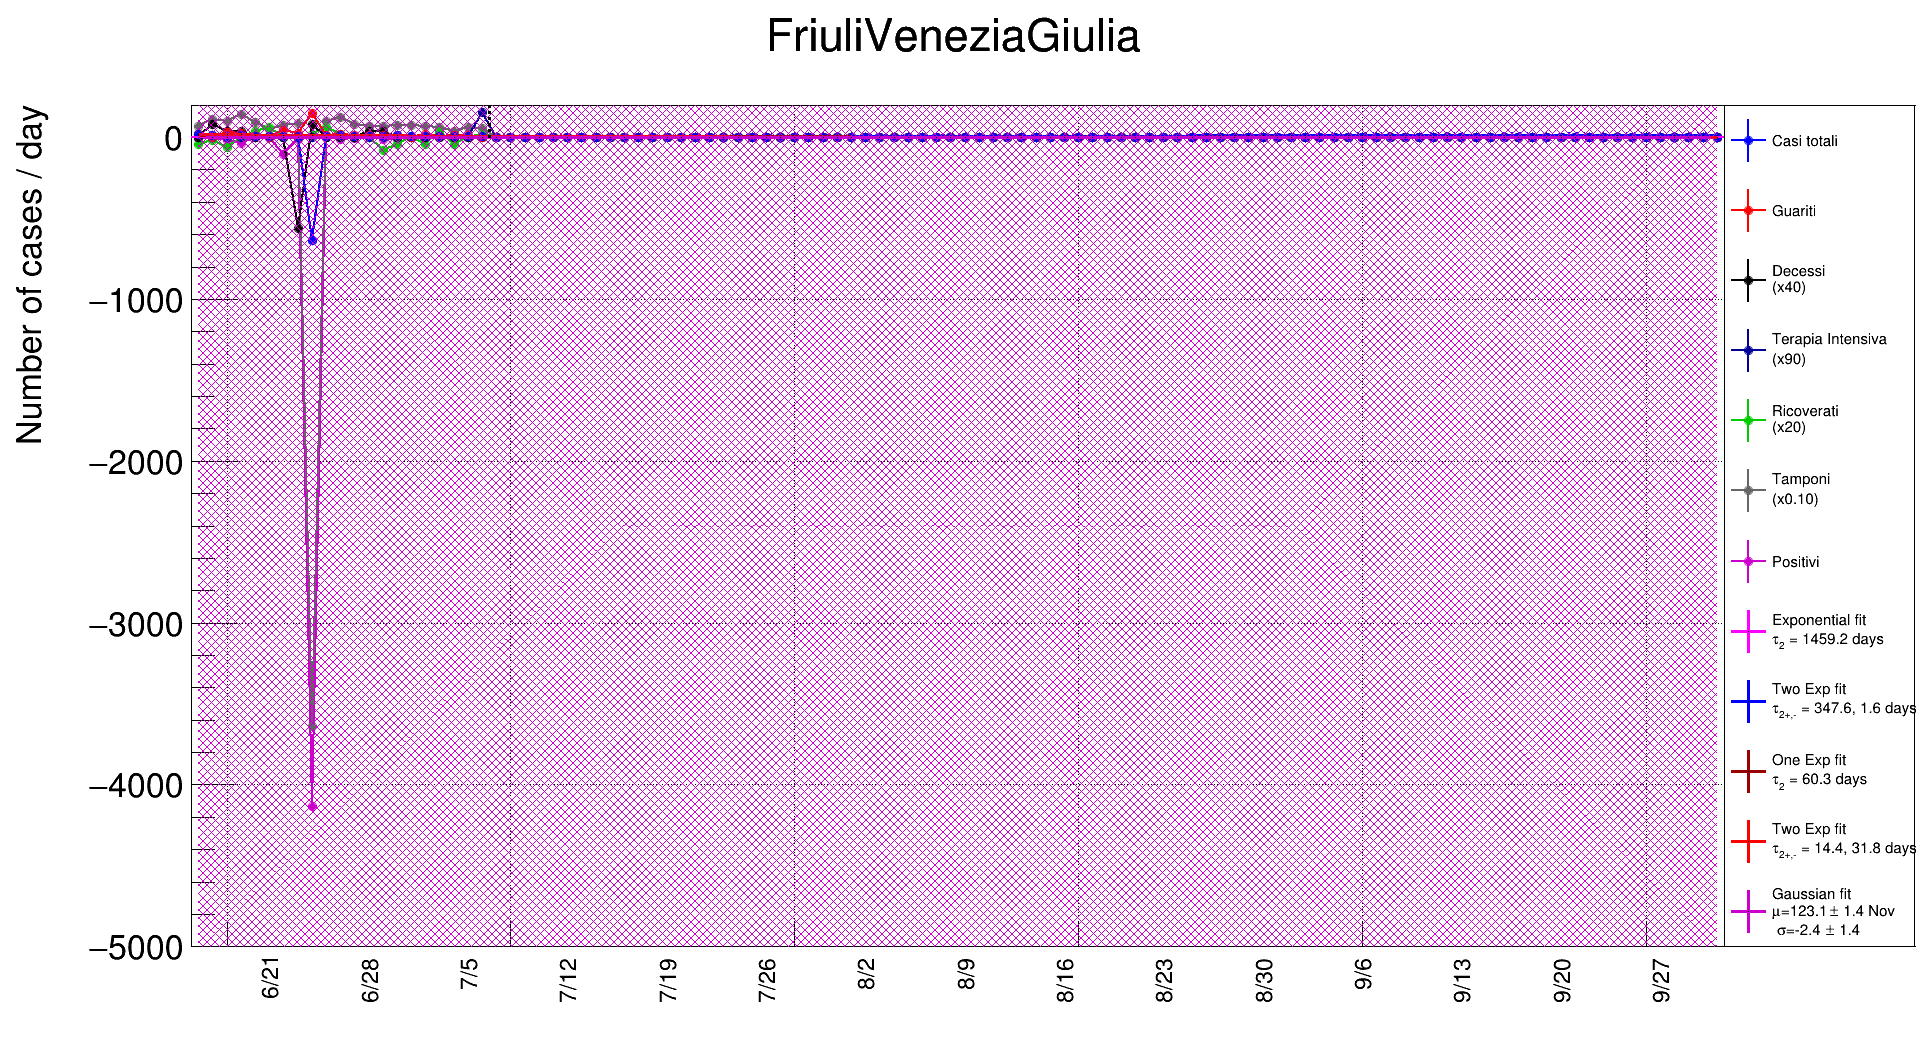 FriuliVeneziaGiulia
Number of cases / day
0
−1000
−2000
−3000
−4000
−5000
6/21
6/28
7/5
7/12
7/19
7/26
8/2
8/9
8/16
8/23
8/30
9/6
9/13
9/20
9/27
Casi totali
Guariti
Decessi
(x40)
Terapia Intensiva
(x90)
Ricoverati
(x20)
Tamponi
(x0.10)
Positivi
Exponential fit
τ2 = 1459.2 days
Two Exp fit
τ2+,- = 347.6, 1.6 days
One Exp fit
τ2 = 60.3 days
Two Exp fit
τ2+,- = 14.4, 31.8 days
Gaussian fit
μ=123.1 ± 1.4 Nov
σ=-2.4 ± 1.4